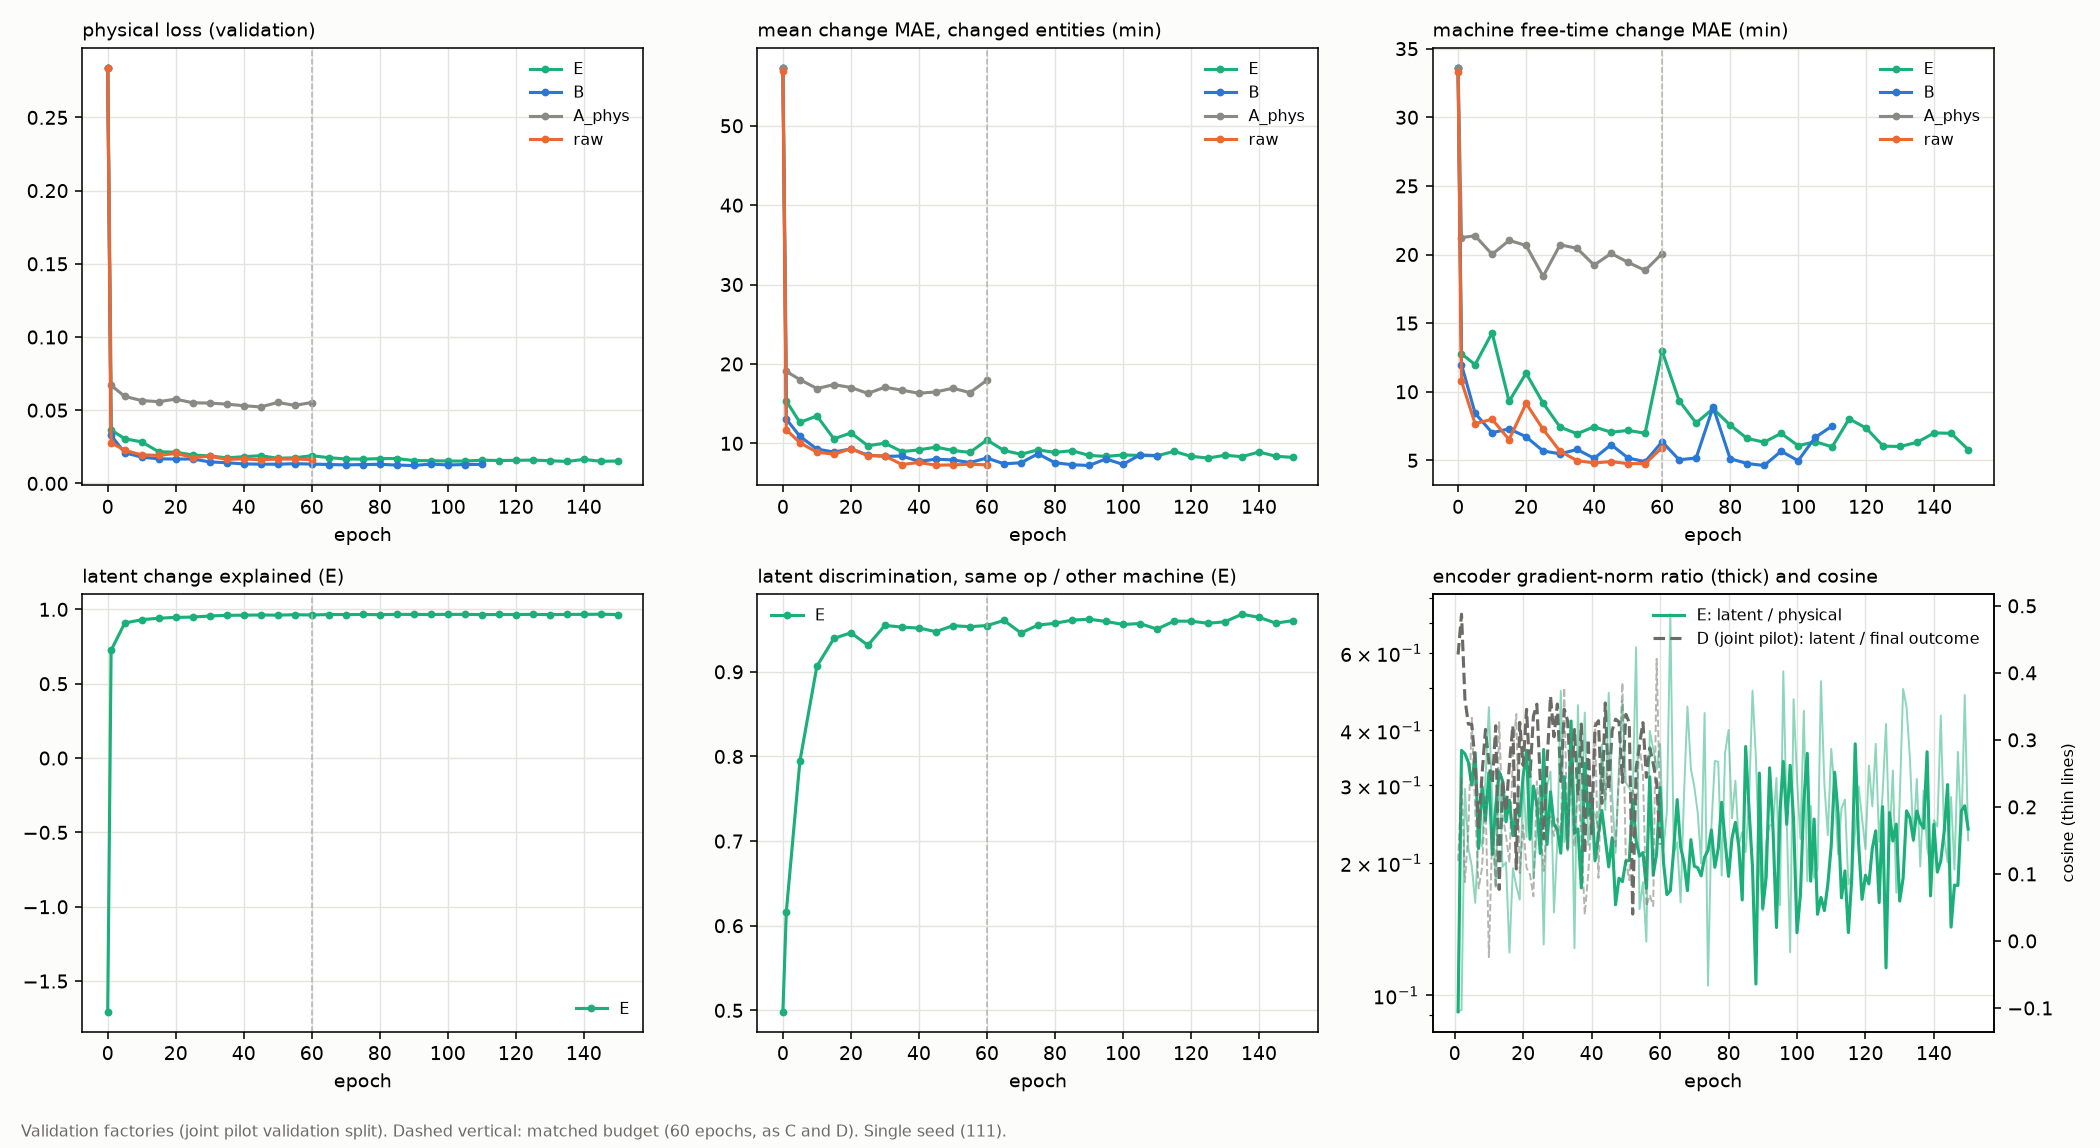 physical loss (validation)
E
B
A_phys
raw
0.25
0.20
0.15
0.10
0.05
0.00
0 20 40 60 80 100 120 140
epoch
mean change MAE, changed entities (min)
E
B
A_phys
raw
50
40
30
20
10
0 20 40 60 80 100 120 140
epoch
machine free-time change MAE (min)
E
B
A_phys
raw
35
30
25
20
15
10
5
0 20 40 60 80 100 120 140
epoch
latent change explained (E)
1.0
0.5
0.0
−0.5
−1.0
−1.5
E
0 20 40 60 80 100 120 140
epoch
latent discrimination, same op / other machine (E)
E
0.9
0.8
0.7
0.6
0.5
0 20 40 60 80 100 120 140
epoch
encoder gradient-norm ratio (thick) and cosine
E: latent / physical
D (joint pilot): latent / final outcome
6 × 10⁻¹
4 × 10⁻¹
3 × 10⁻¹
2 × 10⁻¹
10⁻¹
0.5
0.4
0.3
0.2
0.1
0.0
−0.1
cosine (thin lines)
0 20 40 60 80 100 120 140
epoch
Validation factories (joint pilot validation split). Dashed vertical: matched budget (60 epochs, as C and D). Single seed (111).